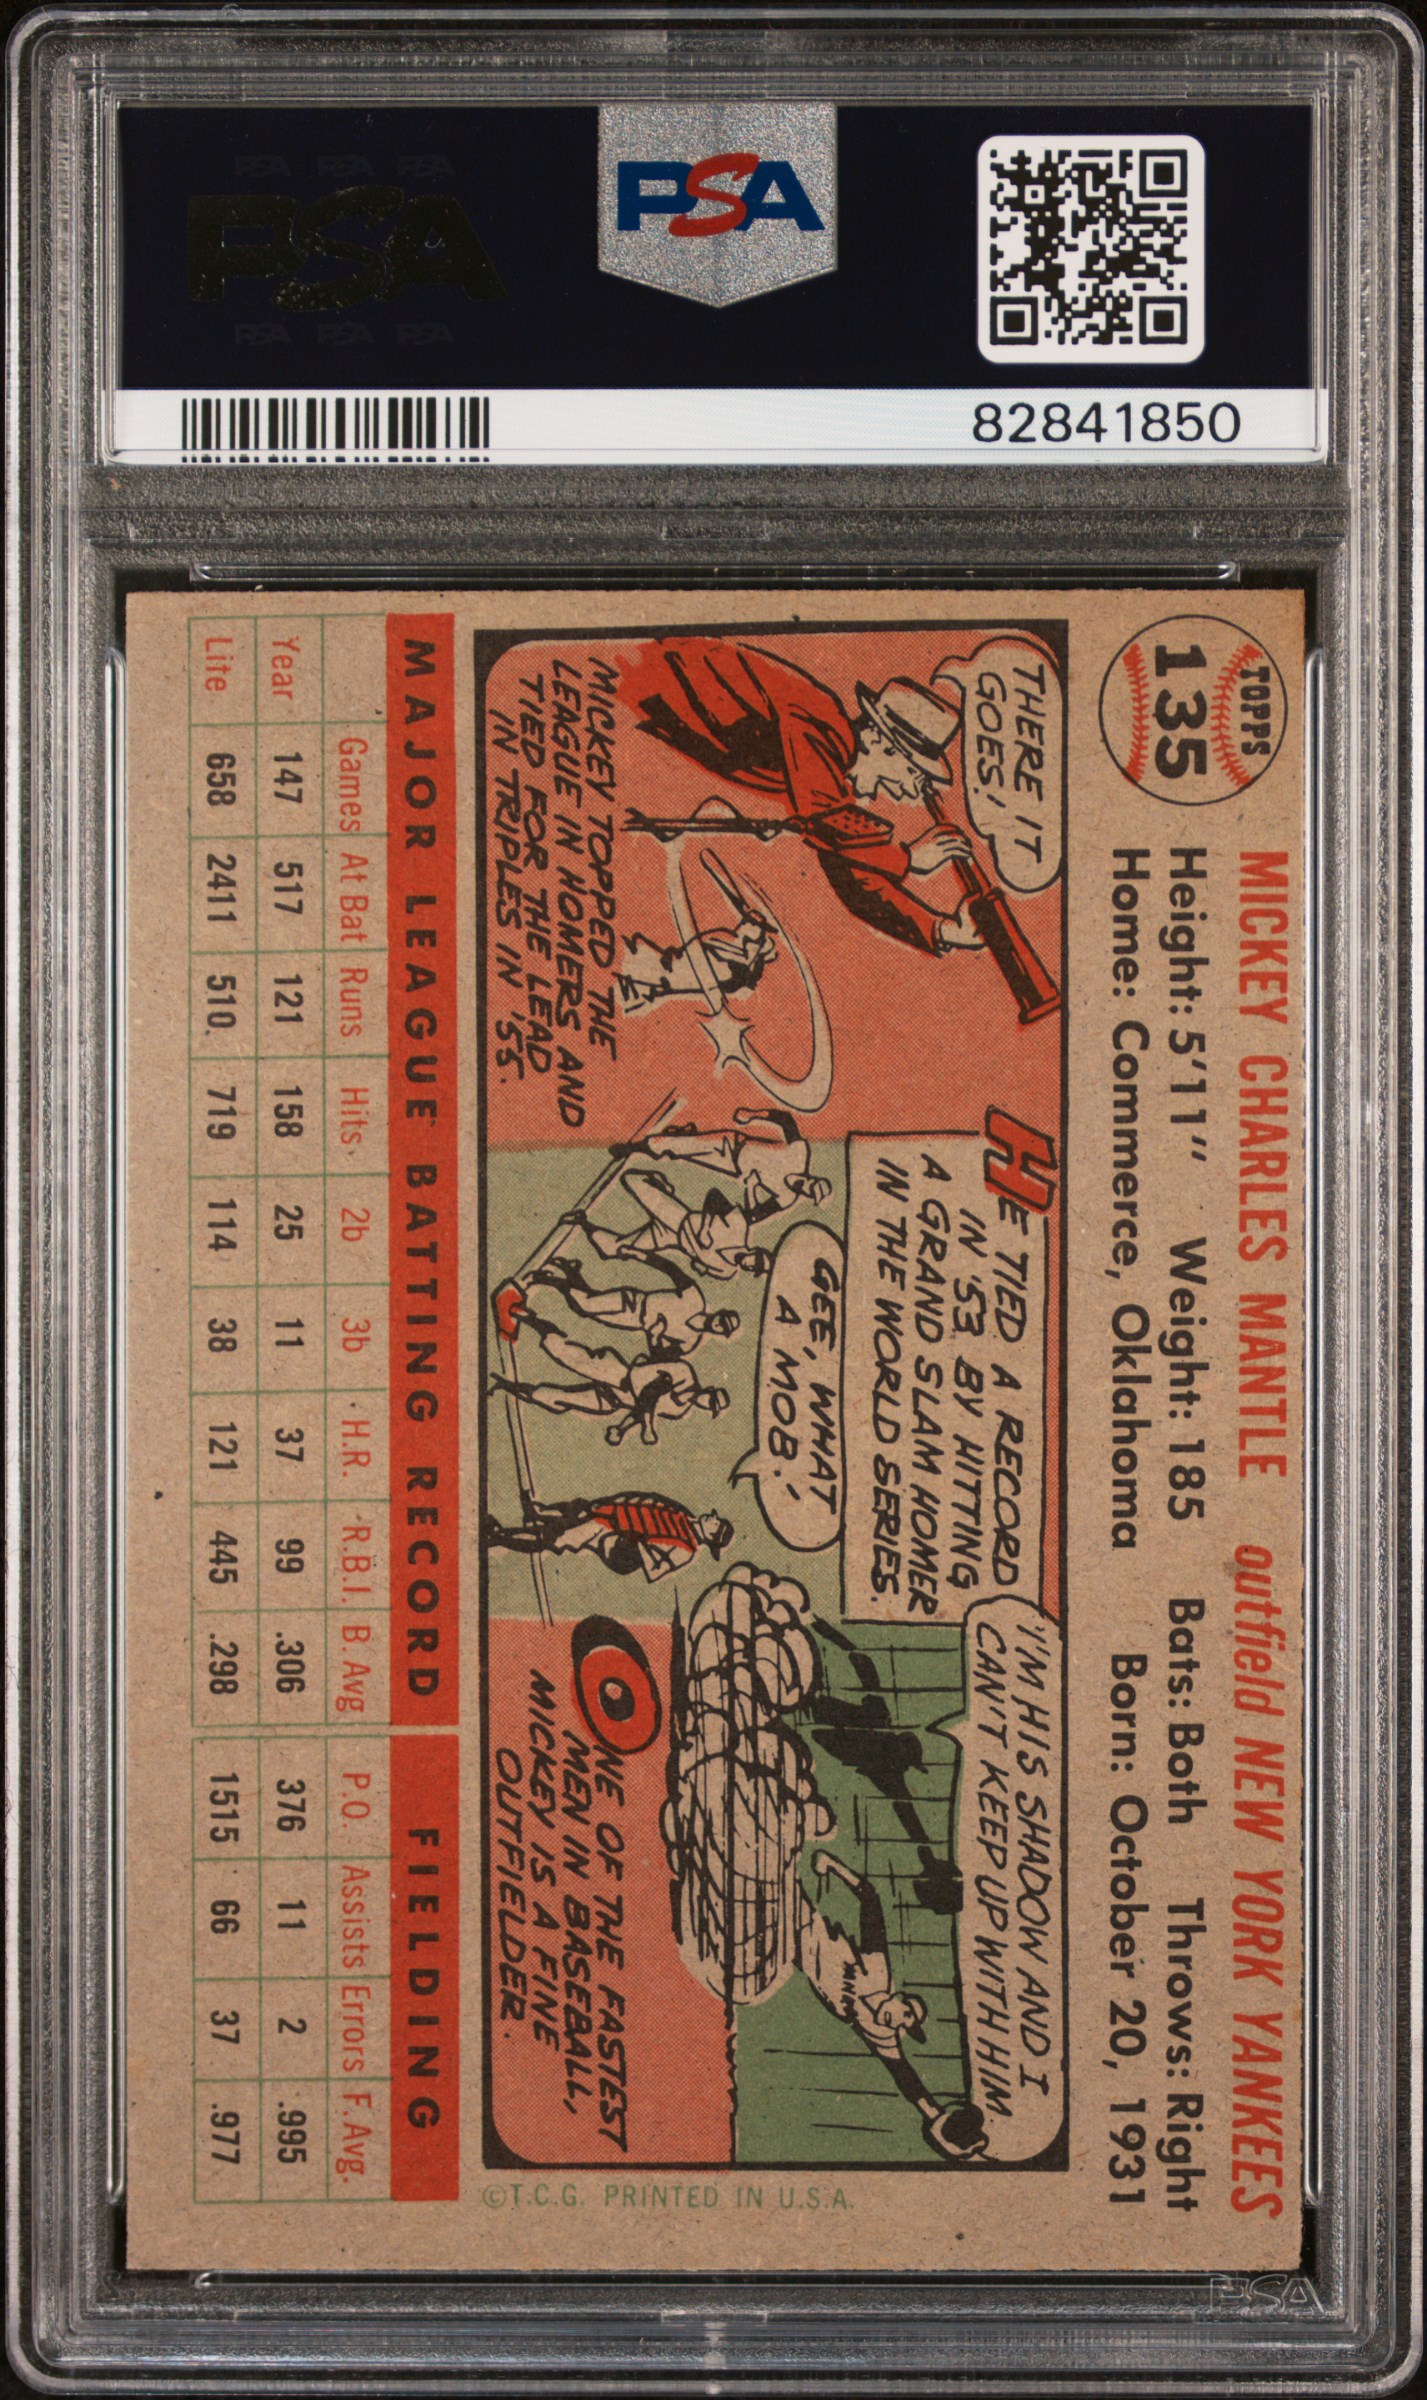 PSA PSA PSA
PSA
PSA PSA PSA
PSA
82841850
TOPPS
135
MICKEY CHARLES MANTLE outfield NEW YORK YANKEES
Height: 5'11" Weight: 185 Bats: Both Throws: Right
Home: Commerce, Oklahoma Born: October 20, 1931
THERE IT
GOES!
MICKEY TOPPED THE
LEAGUE IN HOMERS AND
TIED FOR THE LEAD
IN TRIPLES IN '55.
HE TIED A RECORD
IN '53 BY HITTING
A GRAND SLAM HOMER
IN THE WORLD SERIES.
GEE, WHAT
A MOB!
I'M HIS SHADOW AND I
CAN'T KEEP UP WITH HIM.
ONE OF THE FASTEST
MEN IN BASEBALL,
MICKEY IS A FINE
OUTFIELDER.
©T.C.G. PRINTED IN U.S.A.
MAJOR LEAGUE BATTING RECORD FIELDING
Games At Bat Runs Hits 2b 3b H.R. R.B.I. B. Avg P.O. Assists Errors F. Avg.
Year 147 517 121 158 25 11 37 99 .306 376 11 2 .995
Life 658 2411 510 719 114 38 121 445 .298 1515 66 37 .977
PSA